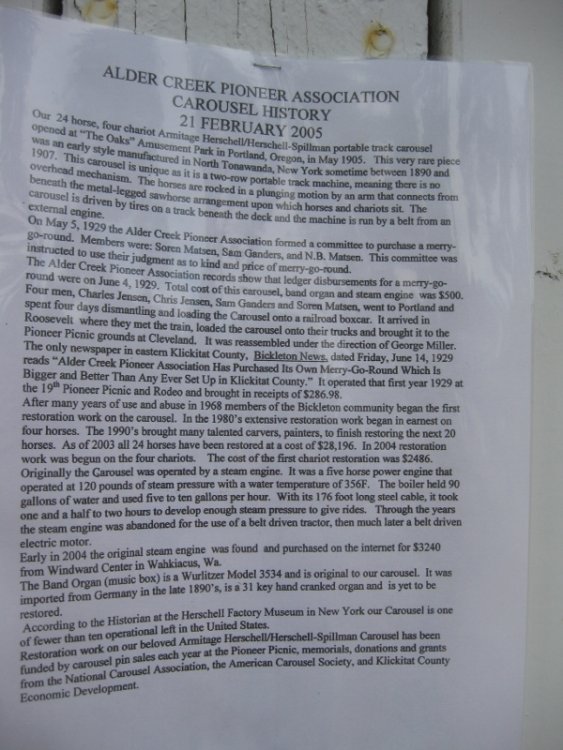 ALDER CREEK PIONEER ASSOCIATION
CAROUSEL HISTORY
21 FEBRUARY 2005
Our 24 horse, four chariot Armitage Herschell/Herschell-Spillman portable track carousel
opened at "The Oaks" Amusement Park in Portland, Oregon, in May 1905. This very rare piece
was an early style manufactured in North Tonawanda, New York sometime between 1890 and
1907. This carousel is unique as it is a two-row portable track machine, meaning there is no
overhead mechanism. The horses are rocked in a plunging motion by an arm that connects from
beneath the metal-legged sawhorse arrangement upon which horses and chariots sit. The
carousel is driven by tires on a track beneath the deck and the machine is run by a belt from an
external engine.
On May 5, 1929 the Alder Creek Pioneer Association formed a committee to purchase a merry-
go-round. Members were: Soren Matsen, Sam Ganders, and N.B. Matsen. This committee was
instructed to use their judgment as to kind and price of merry-go-round.
The Alder Creek Pioneer Association records show that ledger disbursements for a merry-go-
round were on June 4, 1929. Total cost of this carousel, band organ and steam engine was $500.
Four men, Charles Jensen, Chris Jensen, Sam Ganders and Soren Matsen, went to Portland and
spent four days dismantling and loading the Carousel onto a railroad boxcar. It arrived in
Roosevelt where they met the train, loaded the carousel onto their trucks and brought it to the
Pioneer Picnic grounds at Cleveland. It was reassembled under the direction of George Miller.
The only newspaper in eastern Klickitat County, Bickleton News, dated Friday, June 14, 1929
reads "Alder Creek Pioneer Association Has Purchased Its Own Merry-Go-Round Which Is
Bigger and Better Than Any Ever Set Up in Klickitat County." It operated that first year 1929 at
the 19th Pioneer Picnic and Rodeo and brought in receipts of $286.98.
After many years of use and abuse in 1968 members of the Bickleton community began the first
restoration work on the carousel. In the 1980's extensive restoration work began in earnest on
four horses. The 1990's brought many talented carvers, painters, to finish restoring the next 20
horses. As of 2003 all 24 horses have been restored at a cost of $28,196. In 2004 restoration
work was begun on the four chariots. The cost of the first chariot restoration was $2486.
Originally the Carousel was operated by a steam engine. It was a five horse power engine that
operated at 120 pounds of steam pressure with a water temperature of 356F. The boiler held 90
gallons of water and used five to ten gallons per hour. With its 176 foot long steel cable, it took
one and a half to two hours to develop enough steam pressure to give rides. Through the years
the steam engine was abandoned for the use of a belt driven tractor, then much later a belt driven
electric motor.
Early in 2004 the original steam engine was found and purchased on the internet for $3240
from Windward Center in Wahkiacus, Wa.
The Band Organ (music box) is a Wurlitzer Model 3534 and is original to our carousel. It was
imported from Germany in the late 1890's, is a 31 key hand cranked organ and is yet to be
restored.
According to the Historian at the Herschell Factory Museum in New York our Carousel is one
of fewer than ten operational left in the United States.
Restoration work on our beloved Armitage Herschell/Herschell-Spillman Carousel has been
funded by carousel pin sales each year at the Pioneer Picnic, memorials, donations and grants
from the National Carousel Association, the American Carousel Society, and Klickitat County
Economic Development.